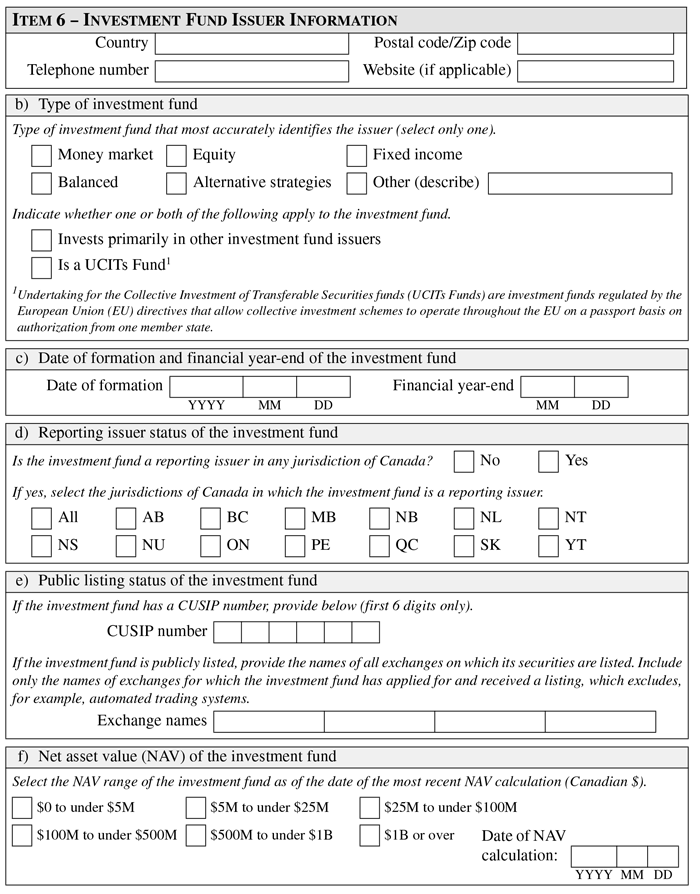 ITEM 6 – INVESTMENT FUND ISSUER INFORMATION
Country Postal code/Zip code
Telephone number Website (if applicable)
b) Type of investment fund
Type of investment fund that most accurately identifies the issuer (select only one).
Money market Equity Fixed income
Balanced Alternative strategies Other (describe)
Indicate whether one or both of the following apply to the investment fund.
Invests primarily in other investment fund issuers
Is a UCITs Fund¹
¹Undertaking for the Collective Investment of Transferable Securities funds (UCITs Funds) are investment funds regulated by the
European Union (EU) directives that allow collective investment schemes to operate throughout the EU on a passport basis on
authorization from one member state.
c) Date of formation and financial year-end of the investment fund
Date of formation Financial year-end
YYYY MM DD MM DD
d) Reporting issuer status of the investment fund
Is the investment fund a reporting issuer in any jurisdiction of Canada? No Yes
If yes, select the jurisdictions of Canada in which the investment fund is a reporting issuer.
All AB BC MB NB NL NT
NS NU ON PE QC SK YT
e) Public listing status of the investment fund
If the investment fund has a CUSIP number, provide below (first 6 digits only).
CUSIP number
If the investment fund is publicly listed, provide the names of all exchanges on which its securities are listed. Include
only the names of exchanges for which the investment fund has applied for and received a listing, which excludes,
for example, automated trading systems.
Exchange names
f) Net asset value (NAV) of the investment fund
Select the NAV range of the investment fund as of the date of the most recent NAV calculation (Canadian $).
$0 to under $5M $5M to under $25M $25M to under $100M
$100M to under $500M $500M to under $1B $1B or over Date of NAV
calculation:
YYYY MM DD